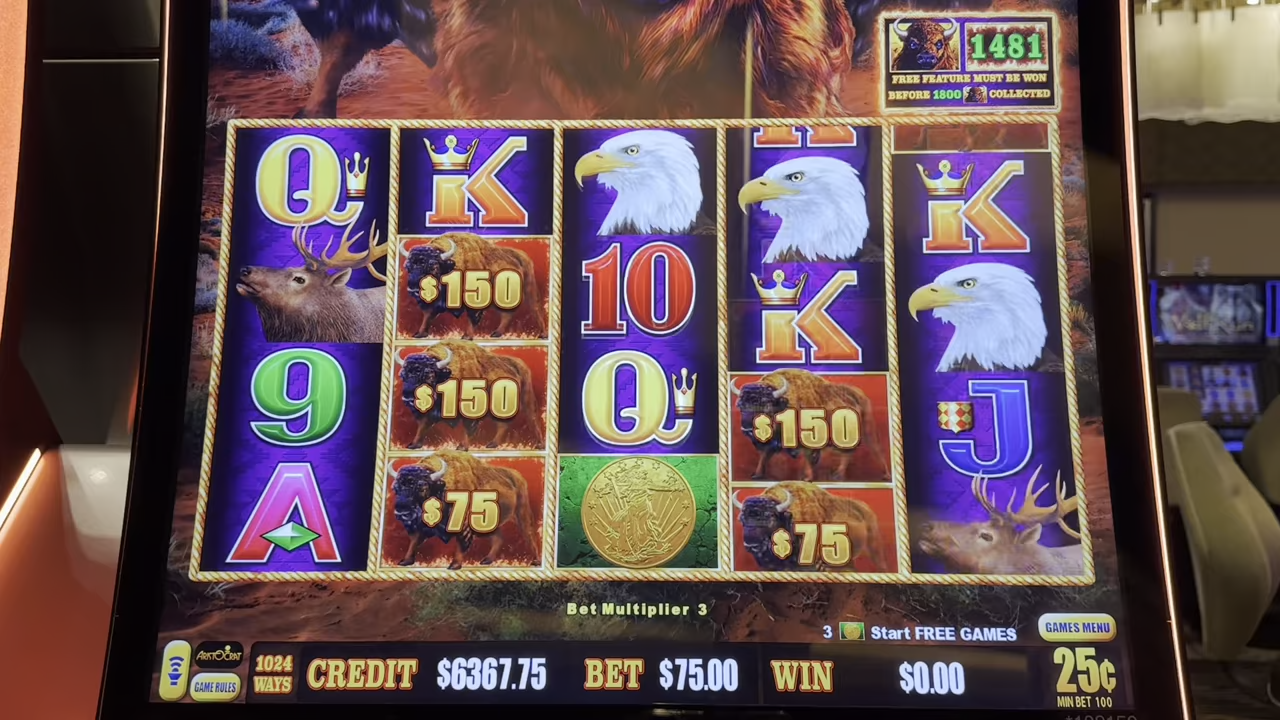 1481
FREE FEATURE MUST BE WON
BEFORE 1800 COLLECTED
Q K K
$150 10 K K
9 $150 Q $150 J
A $75 $75
Bet Multiplier 3
3 Start FREE GAMES
GAMES MENU
ARISTOCRAT
GAME RULES
1024 WAYS
CREDIT $6367.75 BET $75.00 WIN $0.00
25¢
MIN BET 100